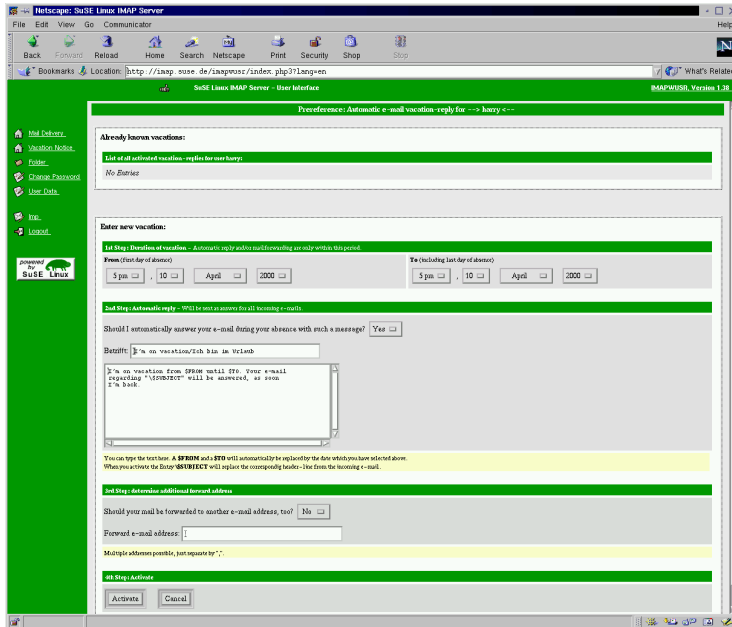 Netscape: SuSE Linux IMAP Server
File Edit View Go Communicator Help
Back Forward Reload Home Search Netscape Print Security Shop Stop
Bookmarks Location: http://imap.suse.de/imapwusr/index.php3?lang=en What's Related
SuSE Linux IMAP Server – User Interface IMAPWUSR, Version 1.38
Prereference: Automatic e-mail vacation-reply for --> harry <--
Mail Delivery
Vacation Notice
Folder
Change Password
User Data
Imp
Logout
powered
by
SuSE Linux
Already known vacations:
List of all activated vacation-replies for user harry:
No Entries
Enter new vacation:
1st Step: Duration of vacation – Automatic reply and/or mailforwarding are only within this period.
From (first day of absence) To (including last day of absence)
5 pm , 10 April 2000 5 pm , 10 April 2000
2nd Step: Automatic reply – Will be sent as answer for all incoming e-mails.
Should I automatically answer your e-mail during your absence with such a message? Yes
Betrifft: I'm on vacation/Ich bin im Urlaub
I'm on vacation from $FROM until $TO. Your e-mail
regarding "\$SUBJECT" will be answered, as soon
I'm back.
You can type the text here. A $FROM and a $TO will automatically be replaced by the date which you have selected above.
When you activate the Entry \$SUBJECT will replace the correspondig header-line from the incoming e-mail.
3rd Step: determine additional forward address
Should your mail be forwarded to another e-mail address, too? No
Forward e-mail address:
Multiple addresses possible, just separate by ",".
4th Step: Activate
Activate Cancel